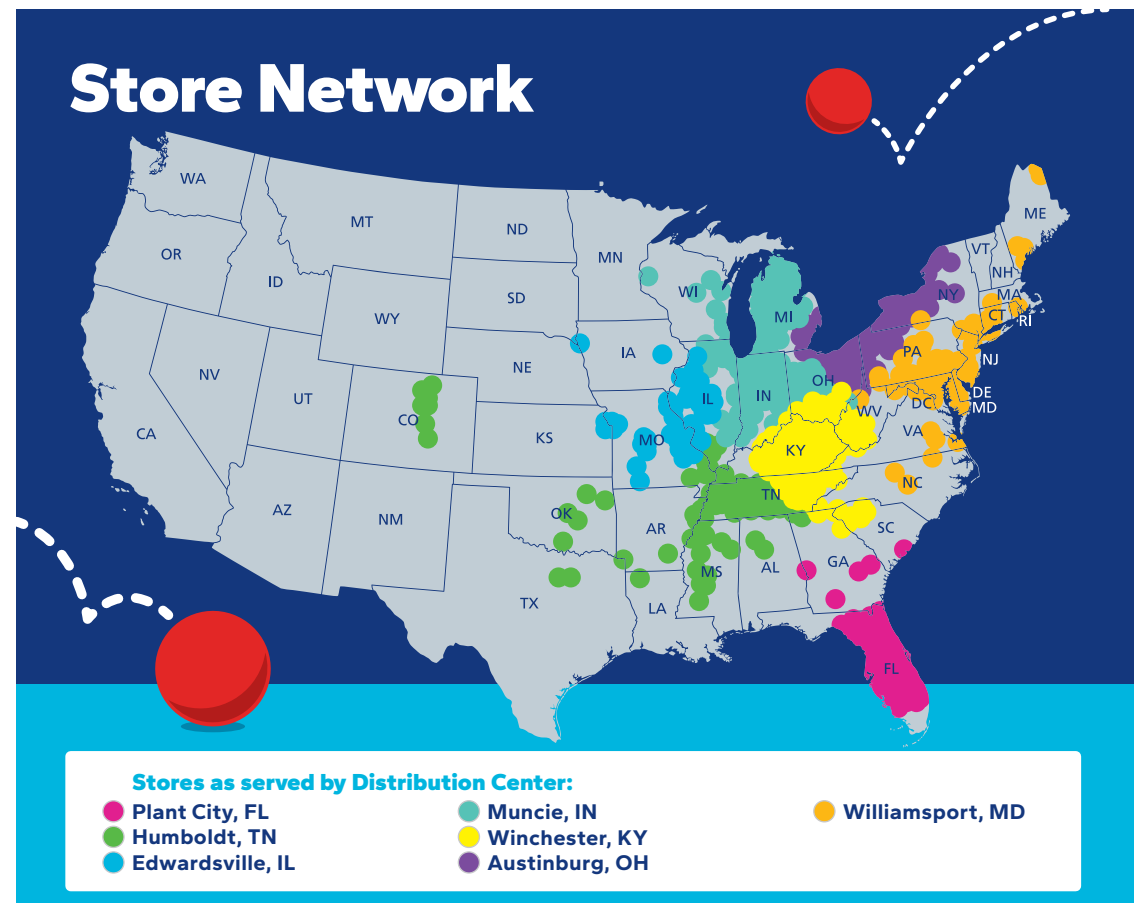 Store Network
WA
MT
ND
MN
ME
OR
ID
SD
WI
MI
VT
NH
NY
MA
CT
RI
WY
IA
NE
PA
NJ
NV
UT
CO
IL
IN
OH
DE
MD
DC
WV
VA
CA
KS
MO
KY
AZ
NM
OK
AR
TN
NC
SC
TX
LA
MS
AL
GA
FL
Stores as served by Distribution Center:
Plant City, FL
Humboldt, TN
Edwardsville, IL
Muncie, IN
Winchester, KY
Austinburg, OH
Williamsport, MD